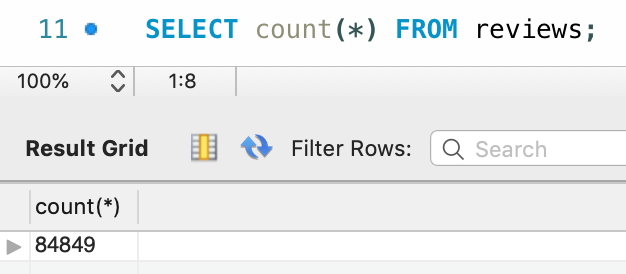 11 SELECT count(*) FROM reviews;
100% 1:8
Result Grid Filter Rows: Search
count(*)
84849